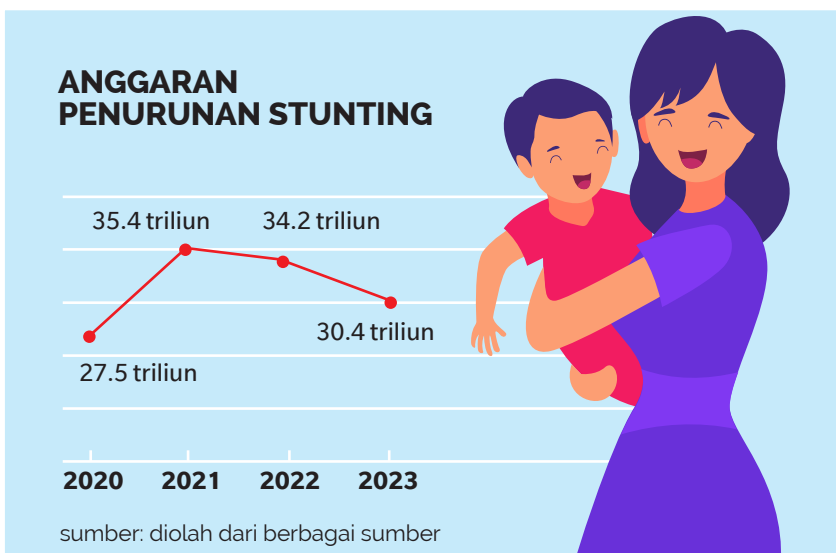 ANGGARAN
PENURUNAN STUNTING
35.4 triliun
34.2 triliun
30.4 triliun
27.5 triliun
2020
2021
2022
2023
sumber: diolah dari berbagai sumber